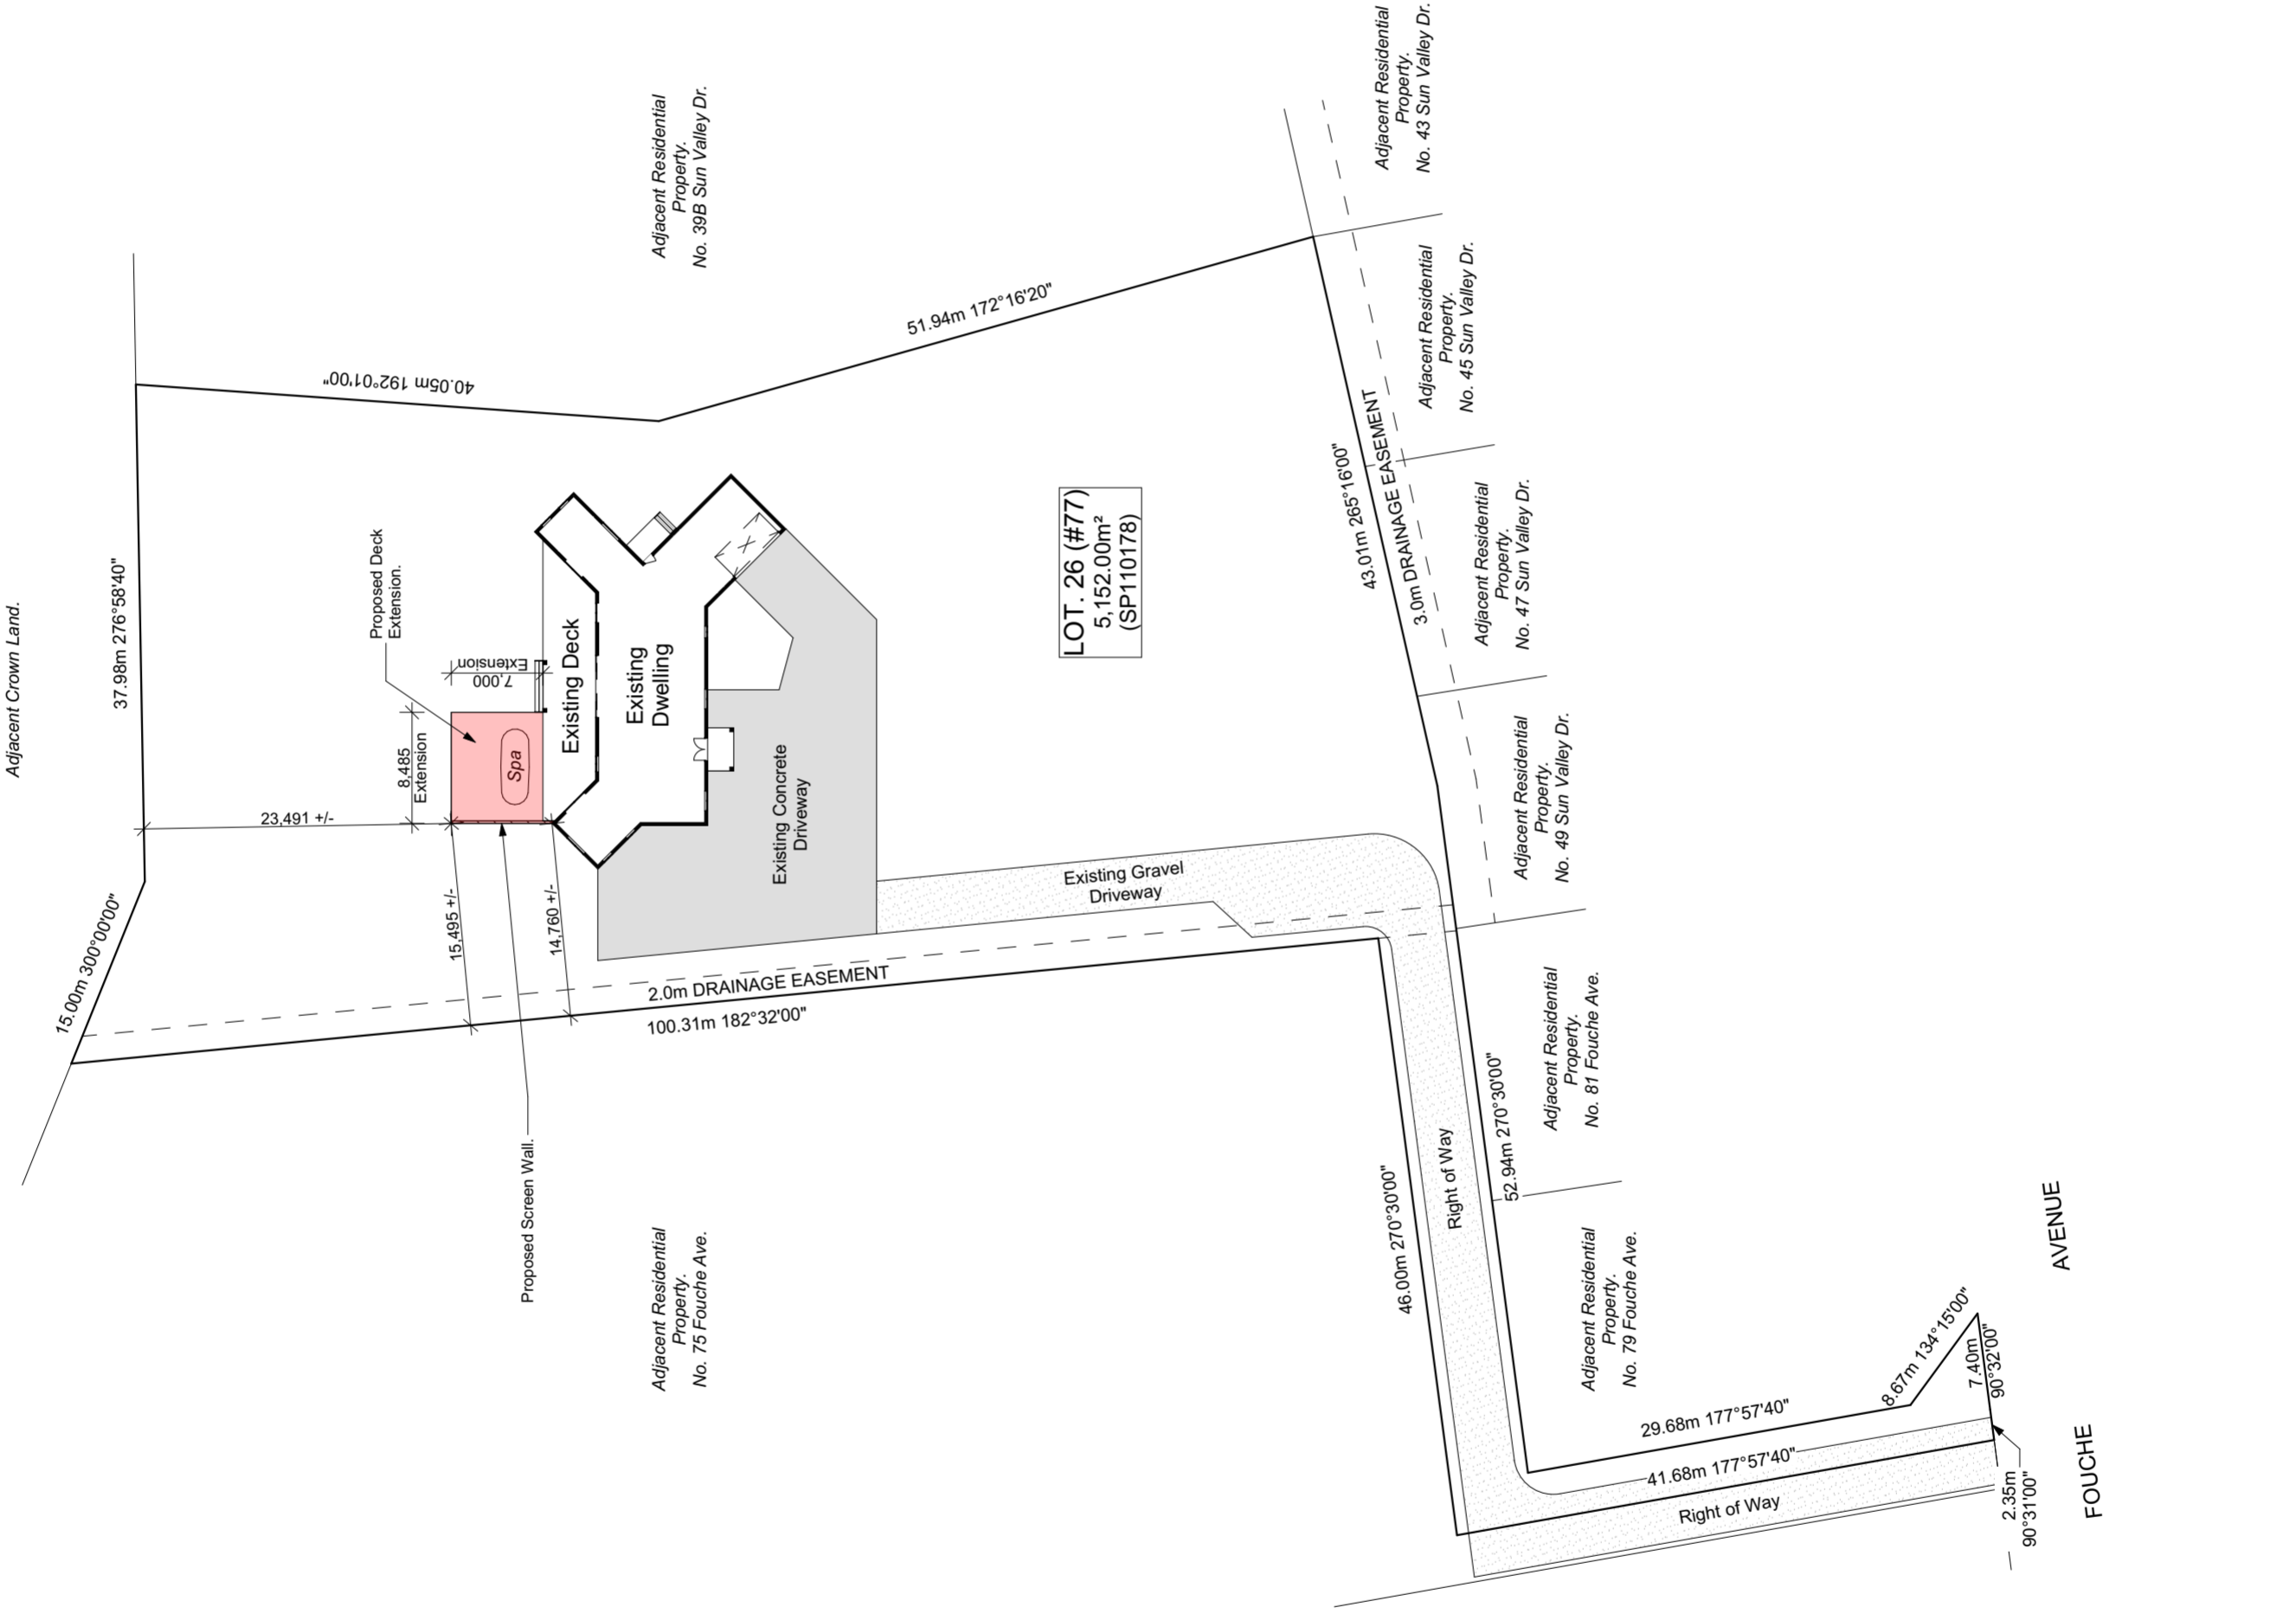 Adjacent Crown Land.
37.98m 276°58'40"
15.00m 300°00'00"
40.05m 192°01'00"
Adjacent Residential
Property.
No. 39B Sun Valley Dr.
51.94m 172°16'20"
Adjacent Residential
Property.
No. 43 Sun Valley Dr.
Adjacent Residential
Property.
No. 45 Sun Valley Dr.
Adjacent Residential
Property.
No. 47 Sun Valley Dr.
Adjacent Residential
Property.
No. 49 Sun Valley Dr.
43.01m 265°16'00"
3.0m DRAINAGE EASEMENT
LOT. 26 (#77)
5,152.00m²
(SP110178)
Proposed Deck
Extension.
7,000
Extension
8,485
Extension
23,491 +/-
Spa
Existing Deck
Existing
Dwelling
Existing Concrete
Driveway
Existing Gravel
Driveway
15,495 +/-
14,760 +/-
2.0m DRAINAGE EASEMENT
100.31m 182°32'00"
Proposed Screen Wall.
Adjacent Residential
Property.
No. 75 Fouche Ave.
Adjacent Residential
Property.
No. 81 Fouche Ave.
Adjacent Residential
Property.
No. 79 Fouche Ave.
46.00m 270°30'00"
Right of Way
52.94m 270°30'00"
29.68m 177°57'40"
41.68m 177°57'40"
Right of Way
8.67m 134°15'00"
7.40m
90°32'00"
2.35m
90°31'00"
FOUCHE AVENUE